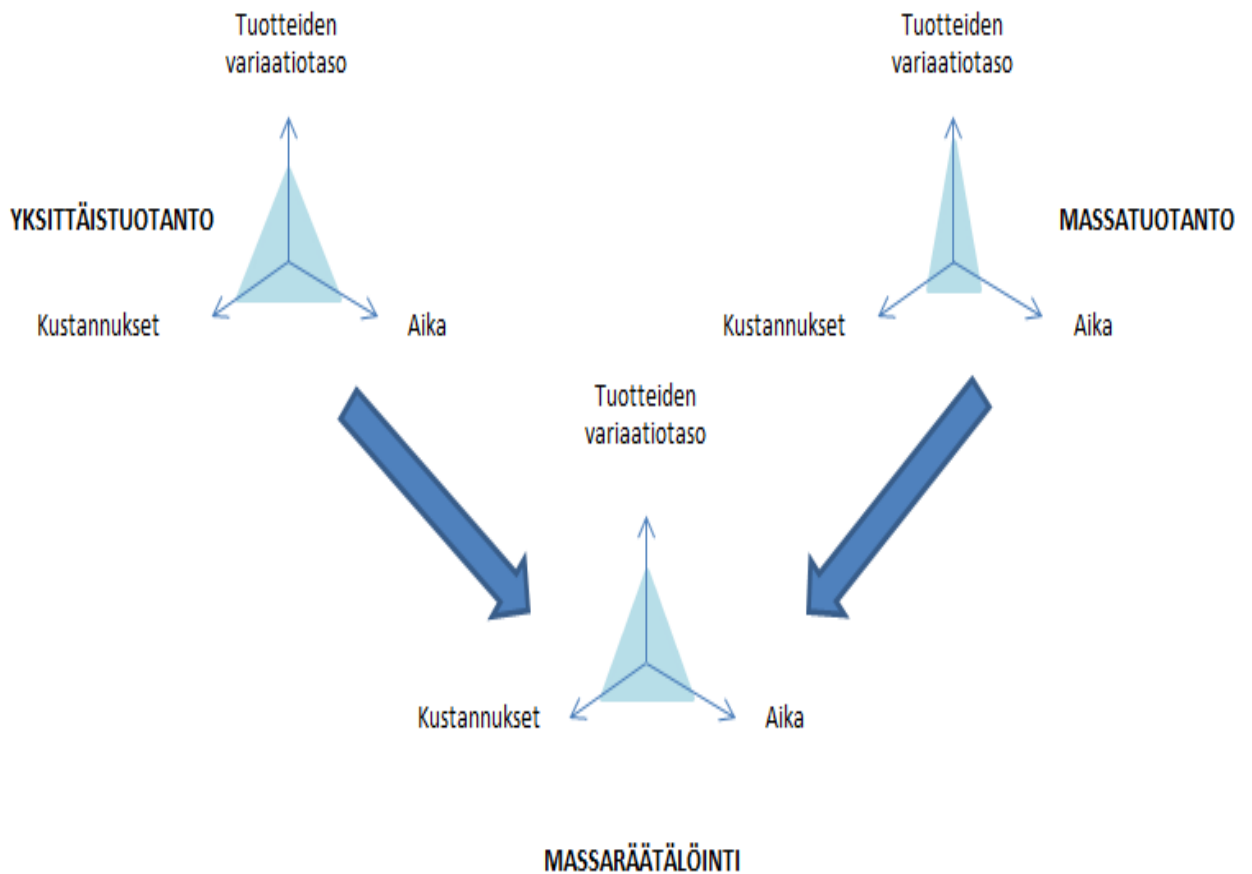 Tuotteiden
variaatiotaso
YKSITTÄISTUOTANTO
Kustannukset
Aika
Tuotteiden
variaatiotaso
MASSATUOTANTO
Kustannukset
Aika
Tuotteiden
variaatiotaso
Kustannukset
Aika
MASSARÄÄTÄLÖINTI